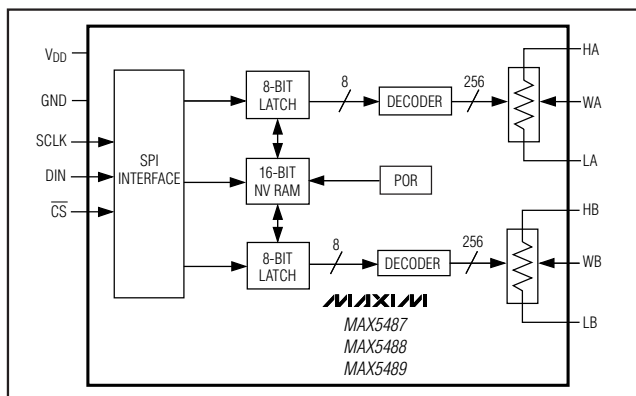 VDD
GND
SCLK
DIN
CS
SPI
INTERFACE
8-BIT
LATCH
8
DECODER
256
16-BIT
NV RAM
POR
8-BIT
LATCH
8
DECODER
256
HA
WA
LA
HB
WB
LB
MAXIM
MAX5487
MAX5488
MAX5489